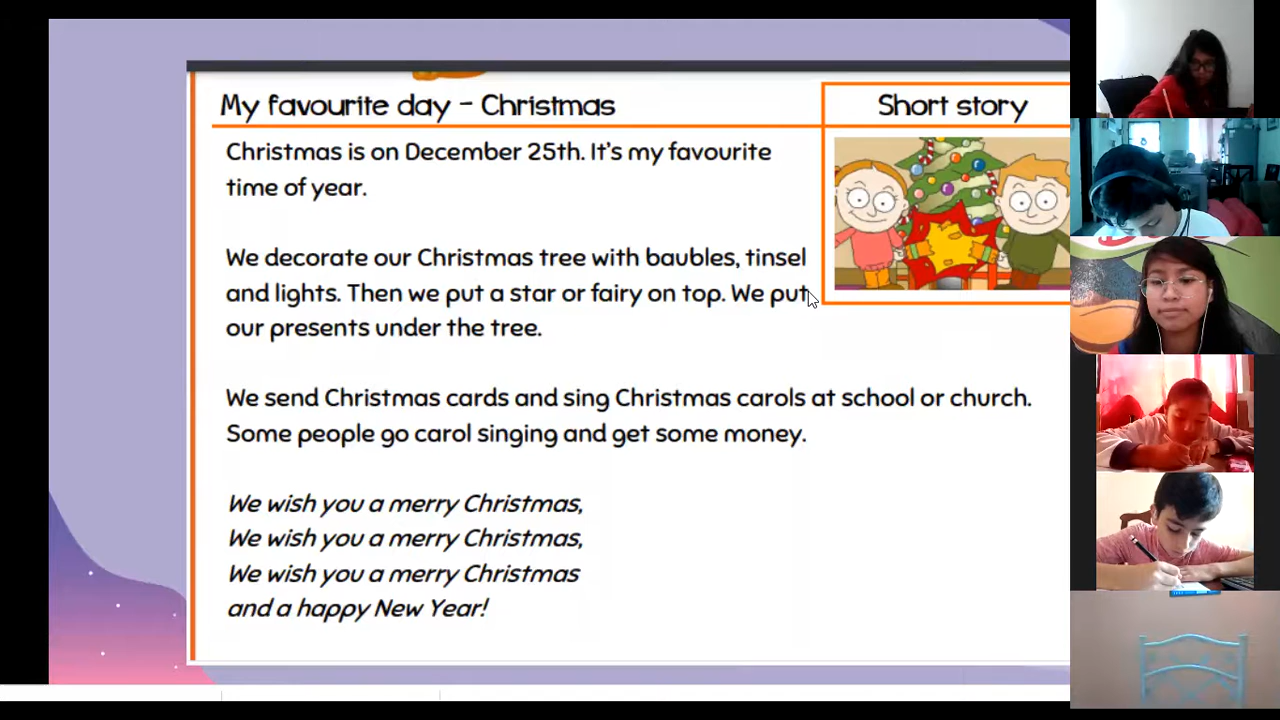 My favourite day - Christmas
Short story
Christmas is on December 25th. It's my favourite
time of year.
We decorate our Christmas tree with baubles, tinsel
and lights. Then we put a star or fairy on top. We put
our presents under the tree.
We send Christmas cards and sing Christmas carols at school or church.
Some people go carol singing and get some money.
We wish you a merry Christmas,
We wish you a merry Christmas,
We wish you a merry Christmas
and a happy New Year!